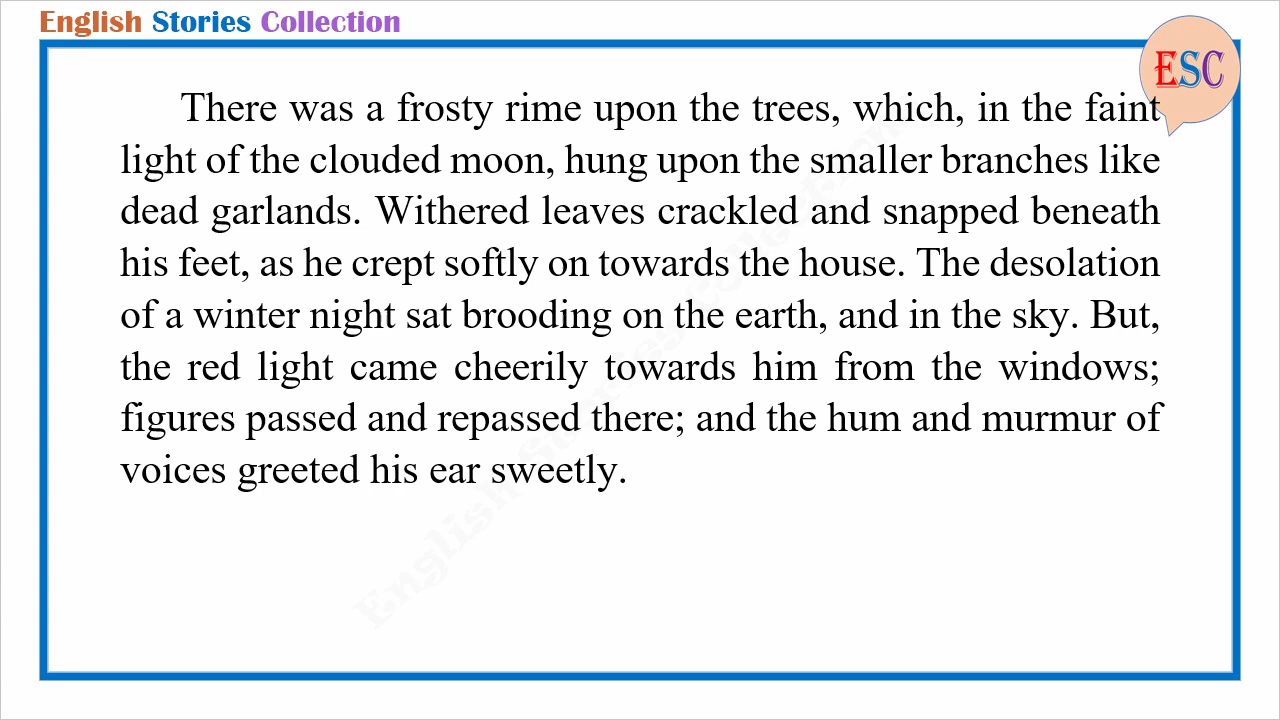 English Stories Collection
ESC
There was a frosty rime upon the trees, which, in the faint
light of the clouded moon, hung upon the smaller branches like
dead garlands. Withered leaves crackled and snapped beneath
his feet, as he crept softly on towards the house. The desolation
of a winter night sat brooding on the earth, and in the sky. But,
the red light came cheerily towards him from the windows;
figures passed and repassed there; and the hum and murmur of
voices greeted his ear sweetly.